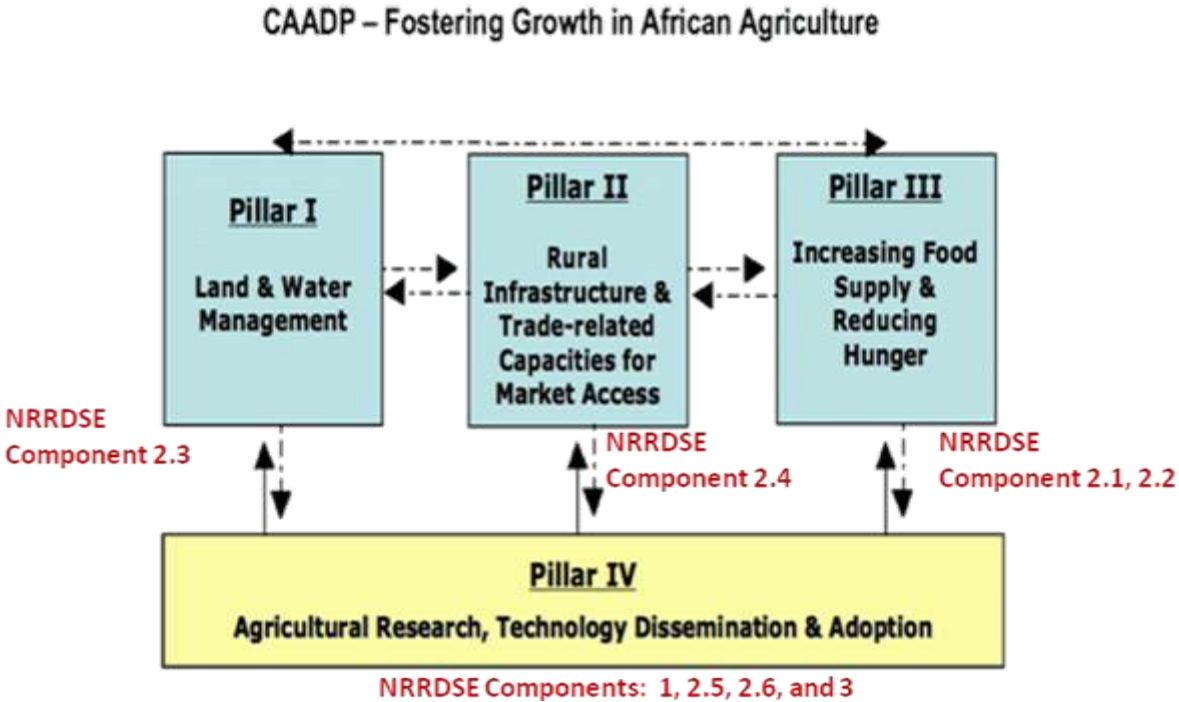 CAADP – Fostering Growth in African Agriculture
Pillar I
Land & Water
Management
Pillar II
Rural
Infrastructure &
Trade-related
Capacities for
Market Access
Pillar III
Increasing Food
Supply &
Reducing
Hunger
NRRDSE
Component 2.3
NRRDSE
Component 2.4
NRRDSE
Component 2.1, 2.2
Pillar IV
Agricultural Research, Technology Dissemination & Adoption
NRRDSE Components: 1, 2.5, 2.6, and 3